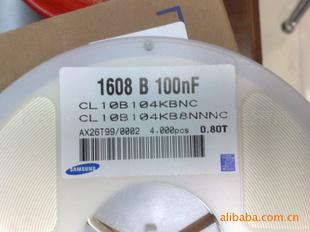 1608 B 100nF
CL10B104KBNC
CL10B104KB8NNNC
AX26T99/0002 4,000pcs 0.80T
SAMSUNG
alibaba.com.cn